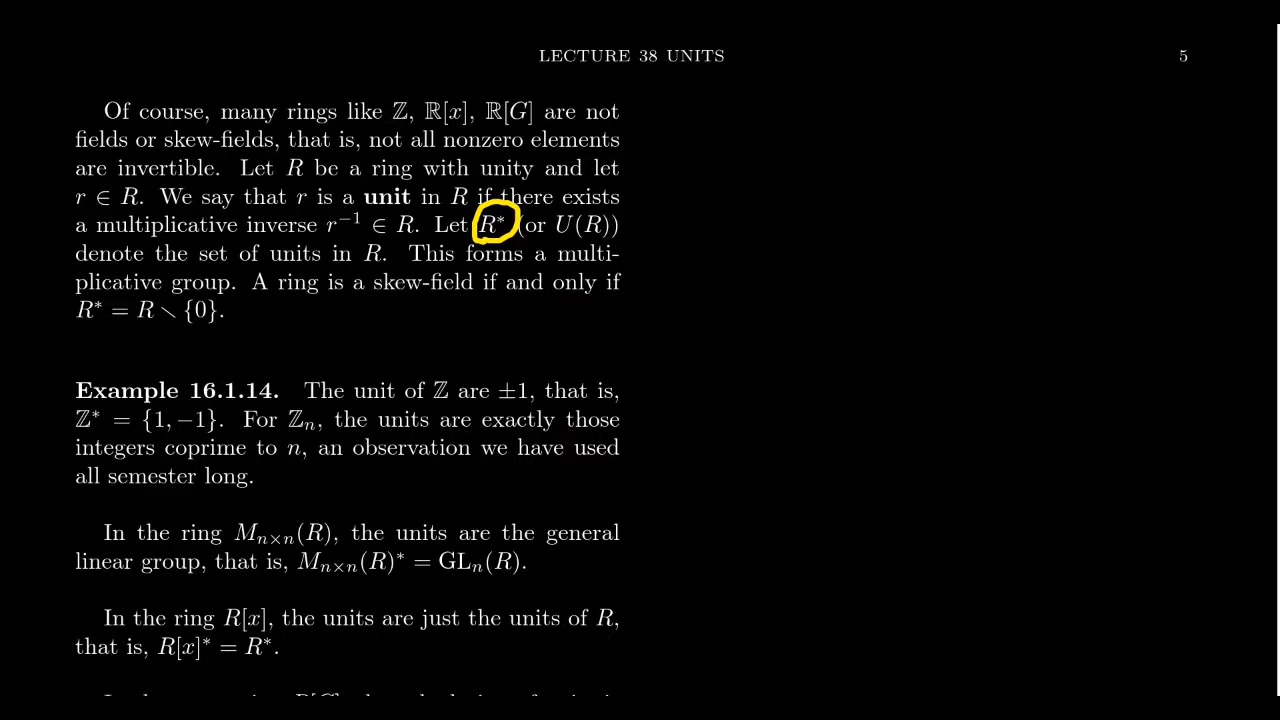 LECTURE 38 UNITS 5
Of course, many rings like ℤ, ℝ[x], ℝ[G] are not
fields or skew-fields, that is, not all nonzero elements
are invertible. Let R be a ring with unity and let
r ∈ R. We say that r is a unit in R if there exists
a multiplicative inverse r⁻¹ ∈ R. Let R* (or U(R))
denote the set of units in R. This forms a multi-
plicative group. A ring is a skew-field if and only if
R* = R ∖ {0}.
Example 16.1.14. The unit of ℤ are ±1, that is,
ℤ* = {1, −1}. For ℤₙ, the units are exactly those
integers coprime to n, an observation we have used
all semester long.
In the ring Mₙₓₙ(R), the units are the general
linear group, that is, Mₙₓₙ(R)* = GLₙ(R).
In the ring R[x], the units are just the units of R,
that is, R[x]* = R*.